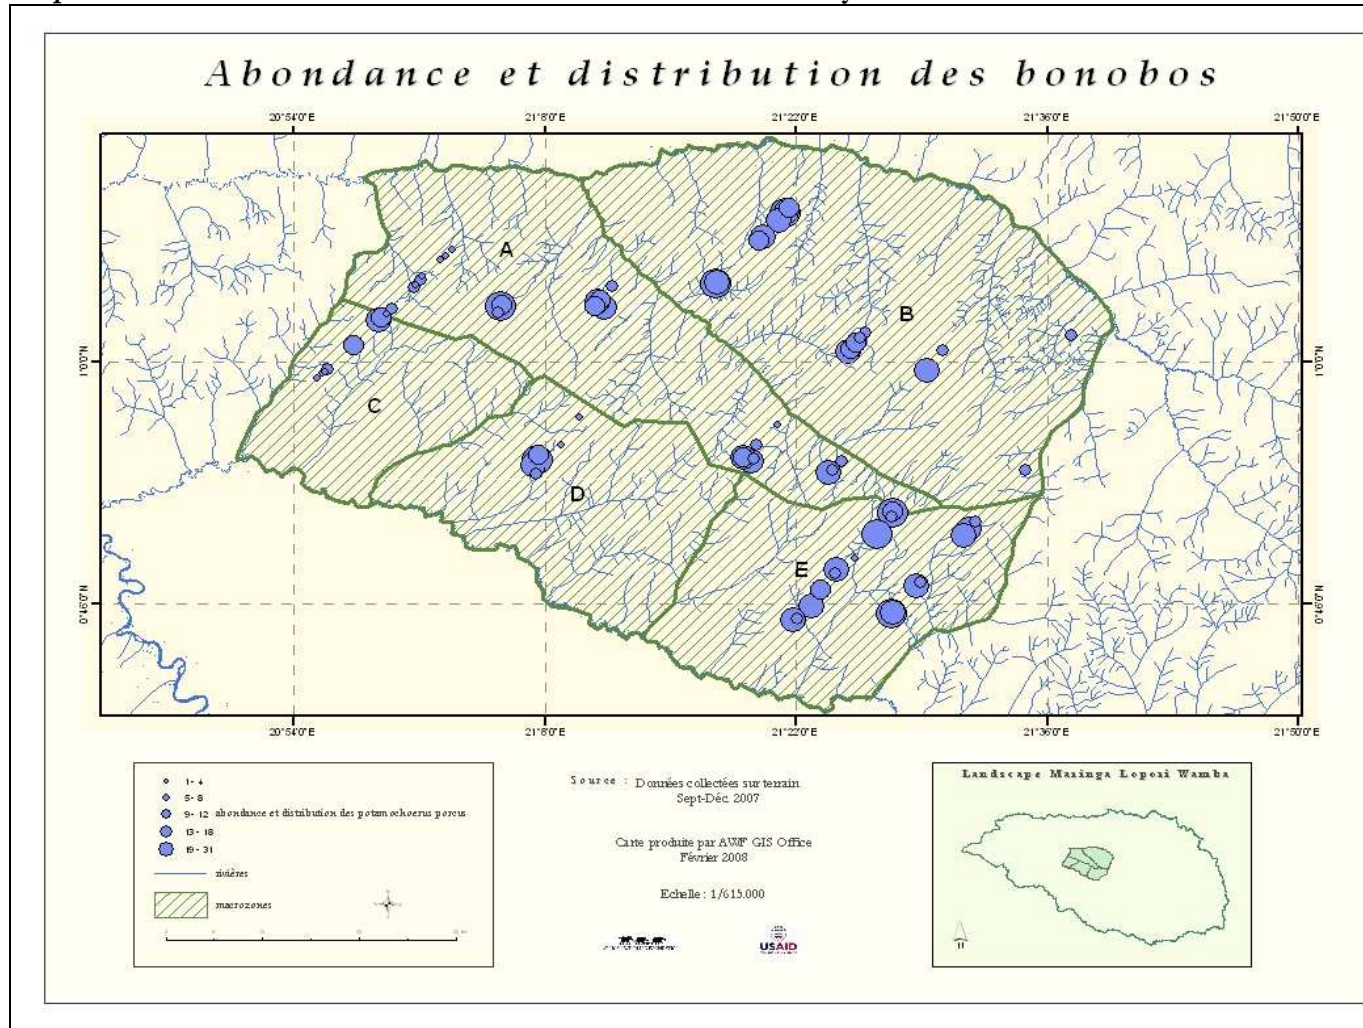 Abondance et distribution des bonobos
20°54'0"E 21°8'0"E 21°22'0"E 21°36'0"E 21°50'0"E
A
B
1°0'0"N 1°0'0"N
C
D
E
0°46'0"N 0°46'0"N
20°54'0"E 21°8'0"E 21°22'0"E 21°36'0"E 21°50'0"E
1 - 4
5 - 8
9 - 12 abondance et distribution des potamochoerus porcus
13 - 18
19 - 31
rivières
macrozones
Source : Données collectées sur terrain
Sept-Déc. 2007
Carte produite par AWF GIS Office
Février 2008
Echelle : 1/615.000
USAID
Landscape Maringa Lopori Wamba
N